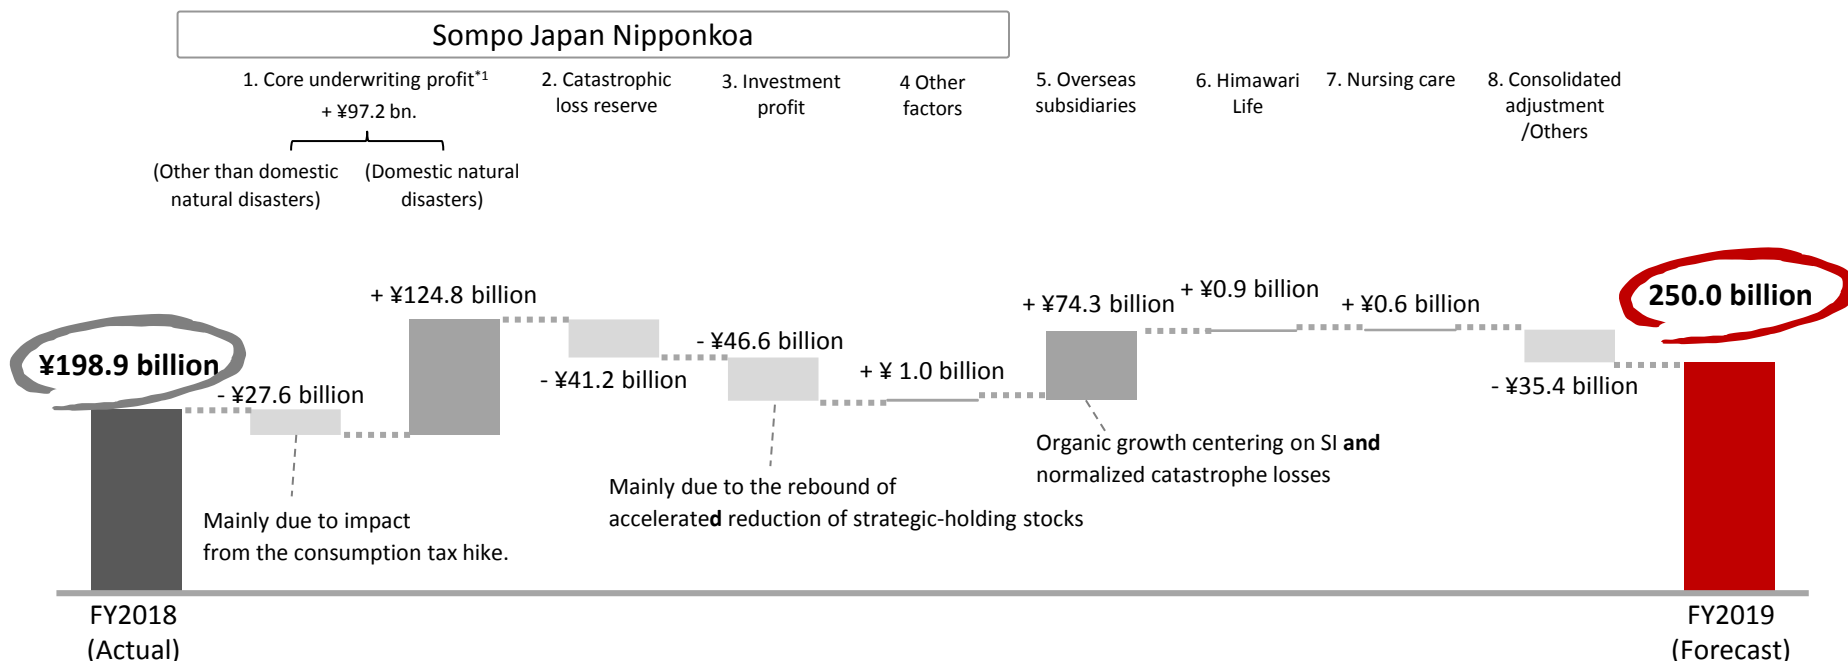 Sompo Japan Nipponkoa
1. Core underwriting profit*1
+ ¥97.2 bn.
(Other than domestic
natural disasters)
(Domestic natural
disasters)
2. Catastrophic
loss reserve
3. Investment
profit
4 Other
factors
5. Overseas
subsidiaries
6. Himawari
Life
7. Nursing care
8. Consolidated
adjustment
/Others
¥198.9 billion
- ¥27.6 billion
+ ¥124.8 billion
- ¥41.2 billion
- ¥46.6 billion
+ ¥ 1.0 billion
+ ¥74.3 billion
+ ¥0.9 billion
+ ¥0.6 billion
- ¥35.4 billion
250.0 billion
Mainly due to impact
from the consumption tax hike.
Mainly due to the rebound of
accelerated reduction of strategic-holding stocks
Organic growth centering on SI and
normalized catastrophe losses
FY2018
(Actual)
FY2019
(Forecast)